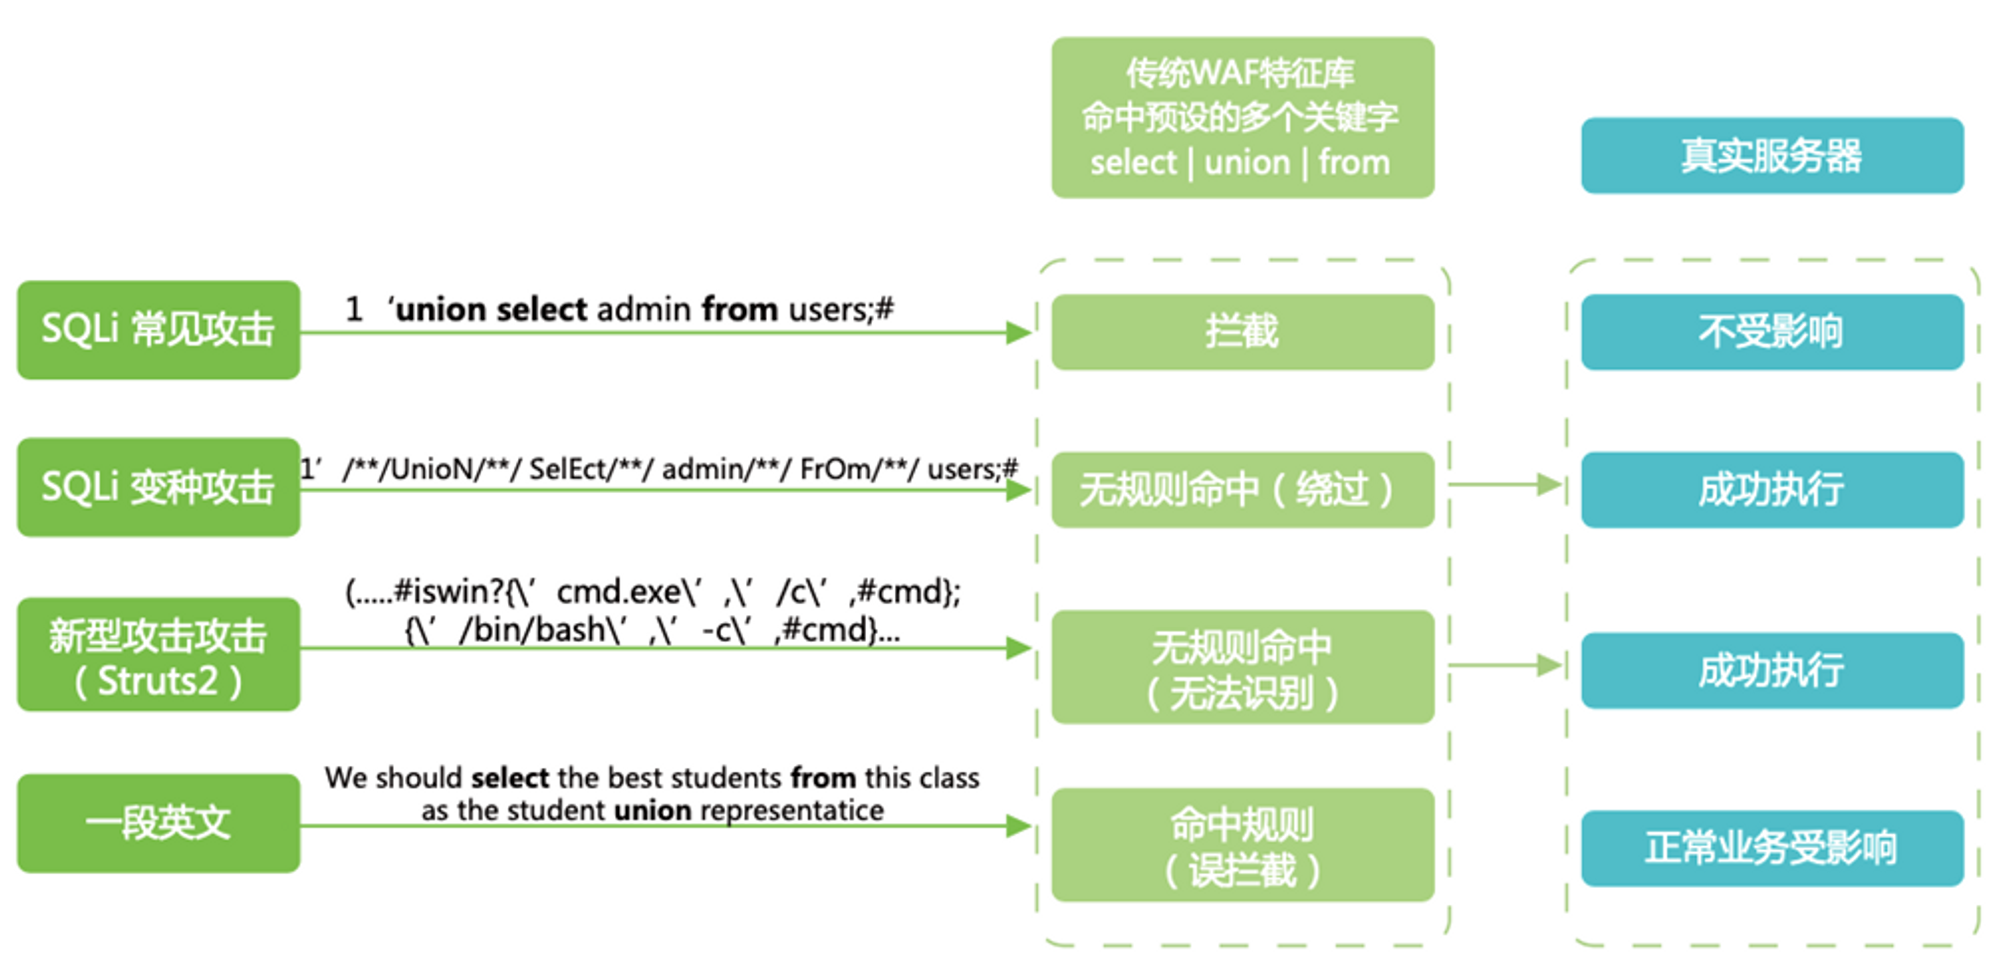 传统WAF特征库
命中预设的多个关键字
select | union | from
真实服务器
SQLi 常见攻击
1 ‘union select admin from users;#
拦截
不受影响
SQLi 变种攻击
1’ /**/UnioN/**/ SelEct/**/ admin/**/ FrOm/**/ users;#
无规则命中（绕过）
成功执行
新型攻击攻击
（Struts2）
(.....#iswin?{\’ cmd.exe\’ ,\’ /c\’ ,#cmd};
{\’ /bin/bash\’ ,\’ -c\’ ,#cmd}...
无规则命中
（无法识别）
成功执行
一段英文
We should select the best students from this class
as the student union representatice
命中规则
（误拦截）
正常业务受影响